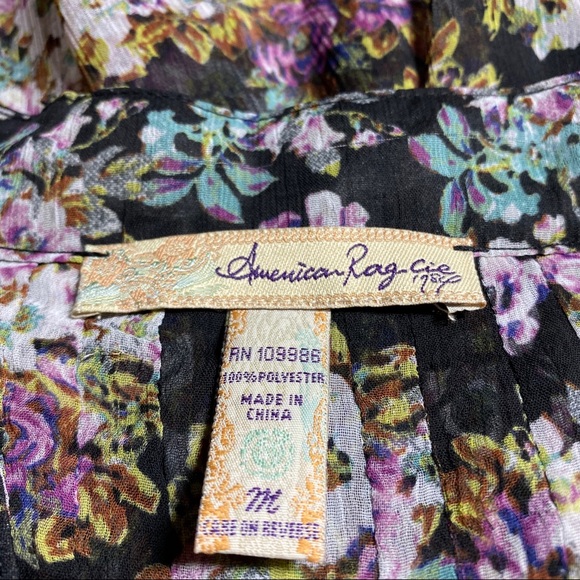 American Rag cie
1984
RN 109986
100% POLYESTER
MADE IN
CHINA
M
CARE ON REVERSE